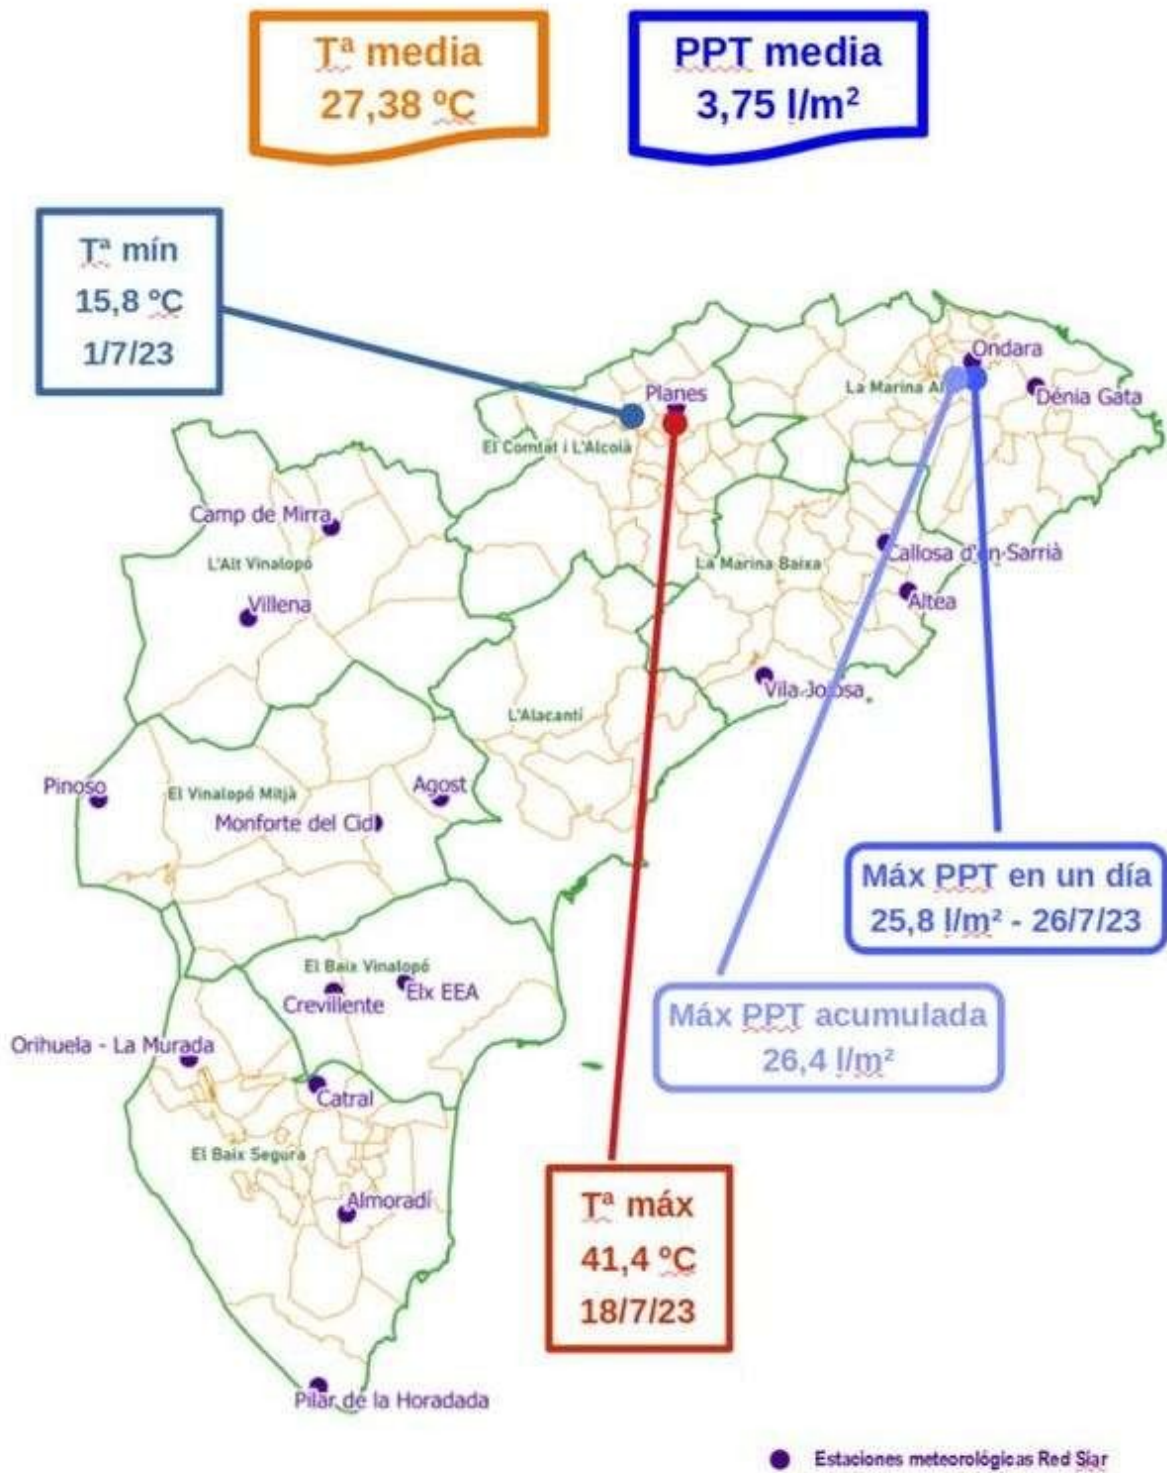 Tª media
27,38 ºC
PPT media
3,75 l/m²
Tª mín
15,8 ºC
1/7/23
Ondara
La Marina Al
Dénia Gata
Planes
El Comtat i L'Alcoià
Camp de Mirra
L'Alt Vinalopó
Callosa d'en Sarrià
La Marina Baixa
Villena
Altea
Vila Joiosa
L'Alacantí
Pinoso
El Vinalopó Mitjà
Agost
Monforte del Cid
Máx PPT en un día
25,8 l/m² - 26/7/23
El Baix Vinalopó
Elx EEA
Crevillente
Máx PPT acumulada
26,4 l/m²
Orihuela - La Murada
Catral
El Baix Segura
Almoradí
Tª máx
41,4 ºC
18/7/23
Pilar de la Horadada
Estaciones meteorológicas Red Siar